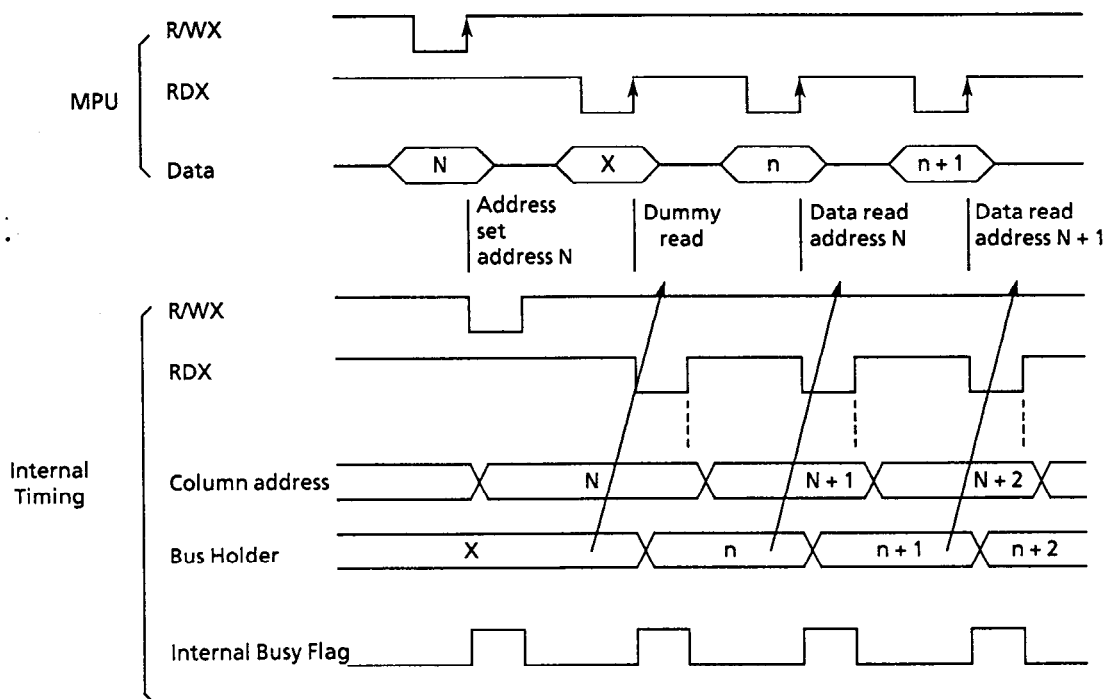 R/WX
MPU
RDX
Data
N
X
n
n + 1
Address
set
address N
Dummy
read
Data read
address N
Data read
address N + 1
R/WX
RDX
Internal
Timing
Column address
N
N + 1
N + 2
Bus Holder
X
n
n + 1
n + 2
Internal Busy Flag